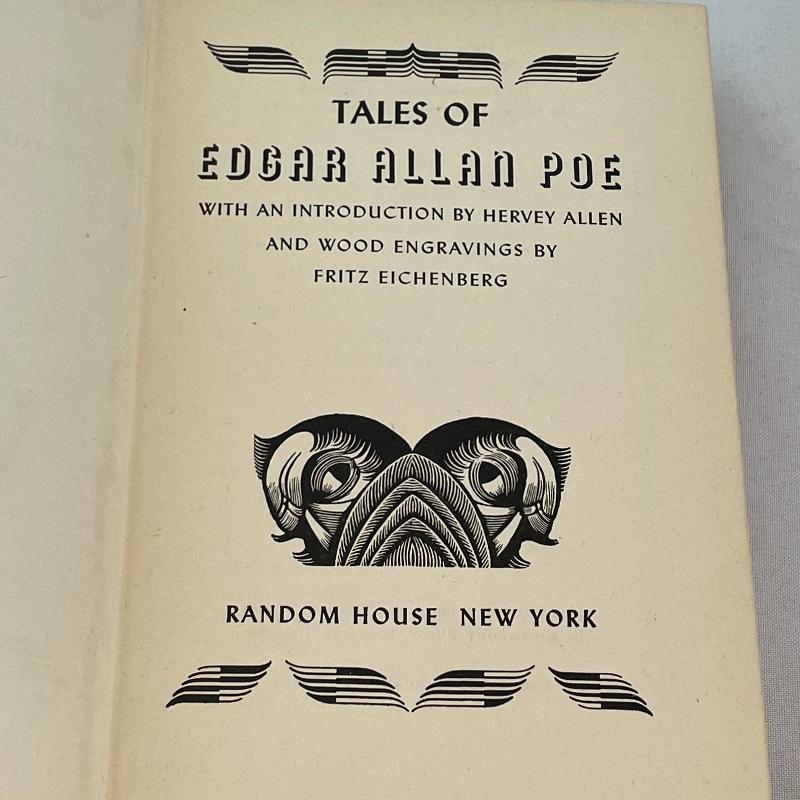 TALES OF
EDGAR ALLAN POE
WITH AN INTRODUCTION BY HERVEY ALLEN
AND WOOD ENGRAVINGS BY
FRITZ EICHENBERG
RANDOM HOUSE NEW YORK